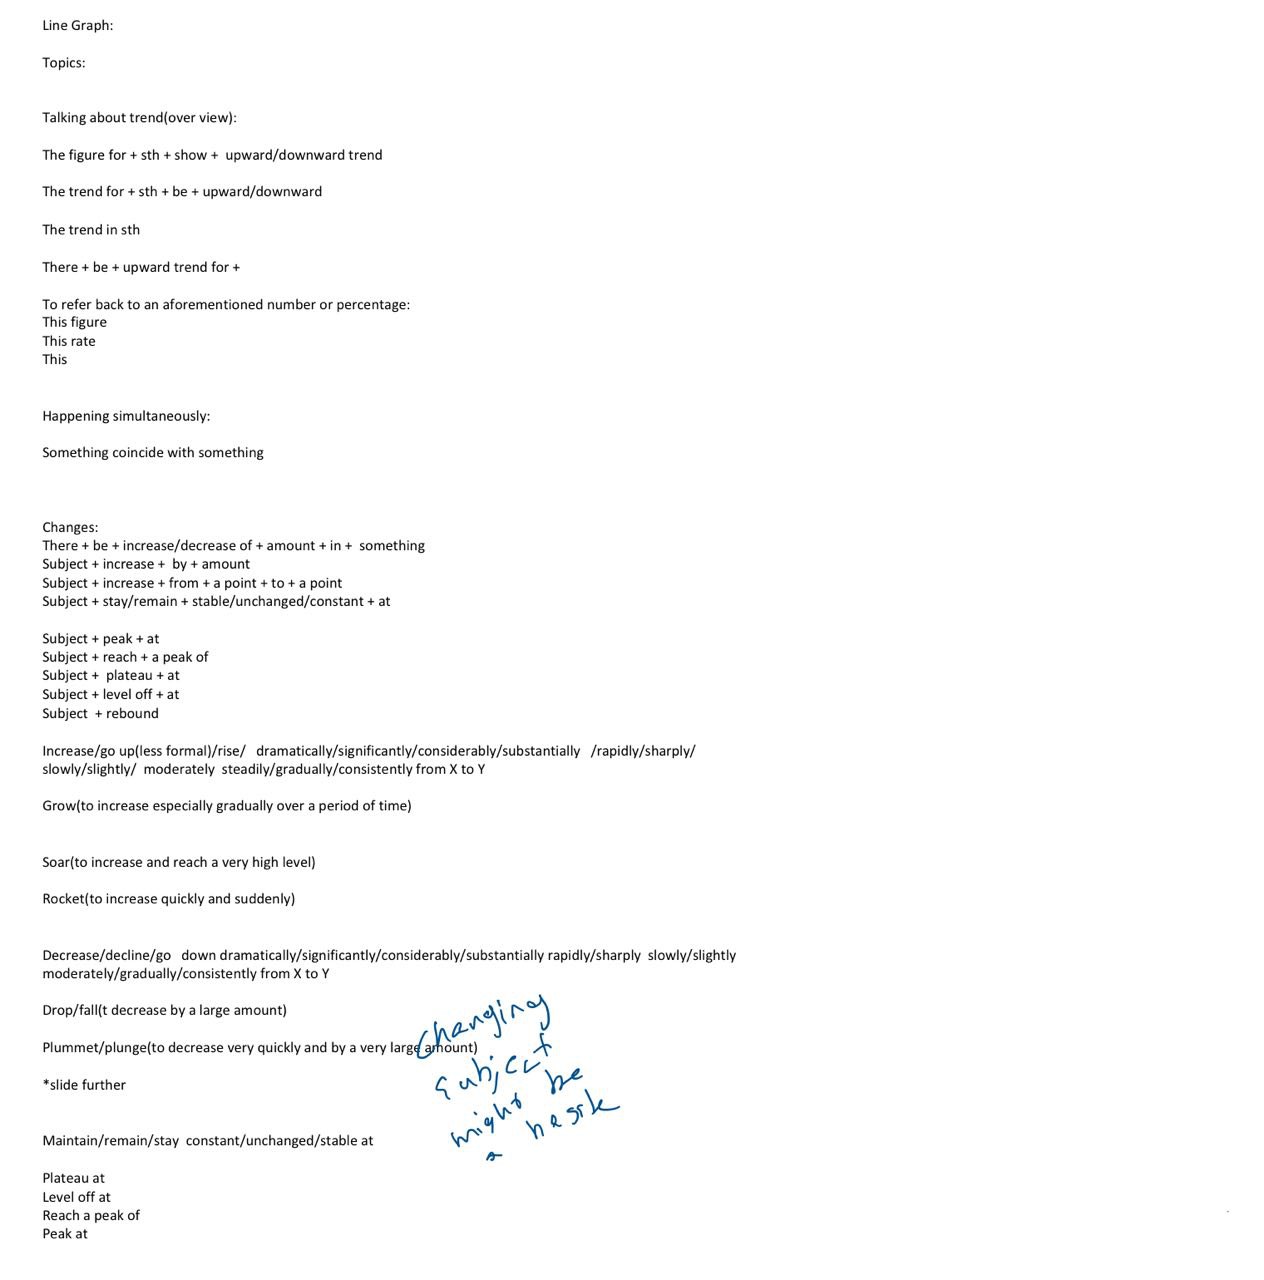 Line Graph:
Topics:
Talking about trend(over view):
The figure for + sth + show +  upward/downward trend
The trend for + sth + be + upward/downward
The trend in sth
There + be + upward trend for +
To refer back to an aforementioned number or percentage:
This figure
This rate
This
Happening simultaneously:
Something coincide with something
Changes:
There + be + increase/decrease of + amount + in +  something
Subject + increase +  by + amount
Subject + increase + from + a point + to + a point
Subject + stay/remain + stable/unchanged/constant + at
Subject + peak + at
Subject + reach + a peak of
Subject +  plateau + at
Subject + level off + at
Subject  + rebound
Increase/go up(less formal)/rise/   dramatically/significantly/considerably/substantially   /rapidly/sharply/
slowly/slightly/  moderately  steadily/gradually/consistently from X to Y
Grow(to increase especially gradually over a period of time)
Soar(to increase and reach a very high level)
Rocket(to increase quickly and suddenly)
Decrease/decline/go   down dramatically/significantly/considerably/substantially rapidly/sharply  slowly/slightly
moderately/gradually/consistently from X to Y
Drop/fall(t decrease by a large amount)
Plummet/plunge(to decrease very quickly and by a very large amount)
*slide further
changing
subject
might be
a
Maintain/remain/stay  constant/unchanged/stable at
Plateau at
Level off at
Reach a peak of
Peak at